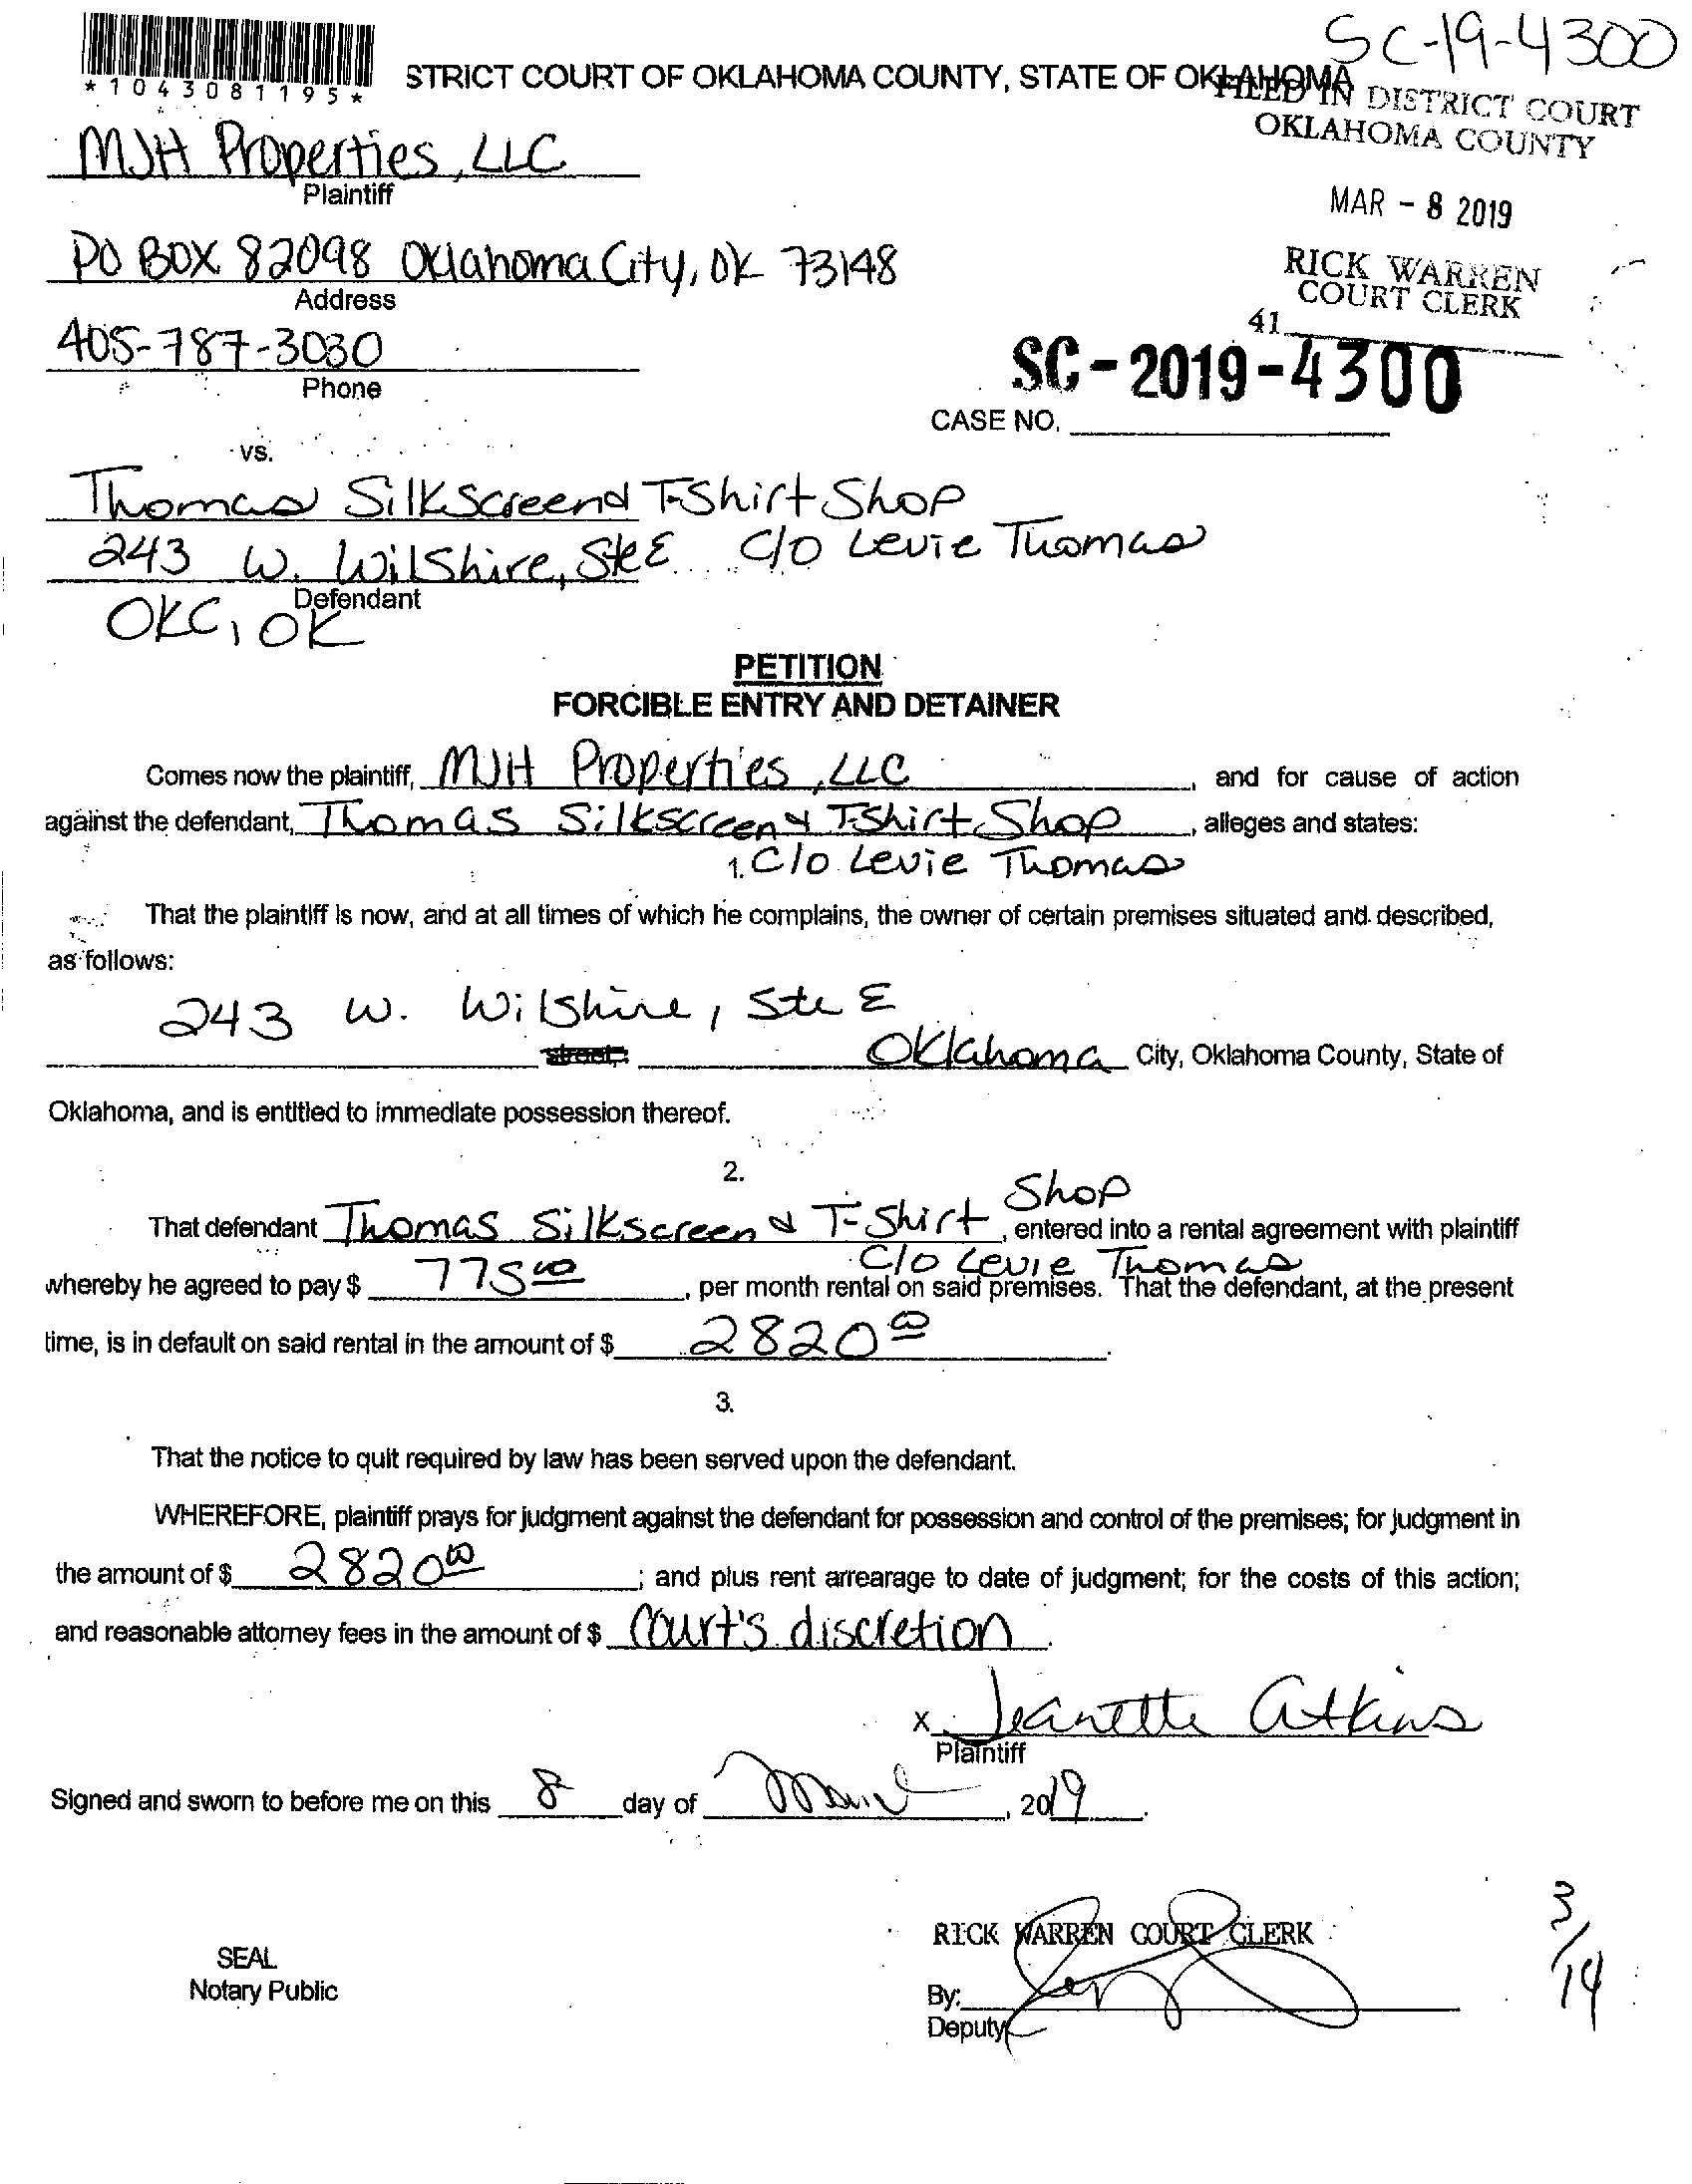 SC-19-4300
*1043081195*
STRICT COURT OF OKLAHOMA COUNTY, STATE OF OKLAHOMA
FILED IN DISTRICT COURT
OKLAHOMA COUNTY
MJH Properties, LLC
Plaintiff
MAR - 8 2019
PO BOX 82098 Oklahoma City, OK 73148
Address
RICK WARREN
COURT CLERK
405-787-3030
Phone
41
SC-2019-4300
CASE NO.
vs.
Thomas Silkscreen & T-Shirt Shop
243 W. Wilshire, Ste E c/o Levie Thomas
Defendant
OKC, OK
PETITION
FORCIBLE ENTRY AND DETAINER
Comes now the plaintiff, MJH Properties, LLC, and for cause of action
against the defendant, Thomas Silkscreen & T-Shirt Shop, alleges and states:
1. C/o Levie Thomas
That the plaintiff is now, and at all times of which he complains, the owner of certain premises situated and described,
as follows:
243 W. Wilshire, Ste E
street; Oklahoma City, Oklahoma County, State of
Oklahoma, and is entitled to immediate possession thereof.
2.
That defendant Thomas Silkscreen & T-Shirt Shop, entered into a rental agreement with plaintiff
C/o Levie Thomas
whereby he agreed to pay $ 775 00, per month rental on said premises. That the defendant, at the present
time, is in default on said rental in the amount of $ 2820 00.
3.
That the notice to quit required by law has been served upon the defendant.
WHEREFORE, plaintiff prays for judgment against the defendant for possession and control of the premises; for judgment in
the amount of $ 2820 00; and plus rent arrearage to date of judgment; for the costs of this action;
and reasonable attorney fees in the amount of $ Court's discretion.
x Jeanette Atkins
Plaintiff
Signed and sworn to before me on this 8 day of March, 2019.
RICK WARREN COURT CLERK
3/14
SEAL
Notary Public
By:
Deputy